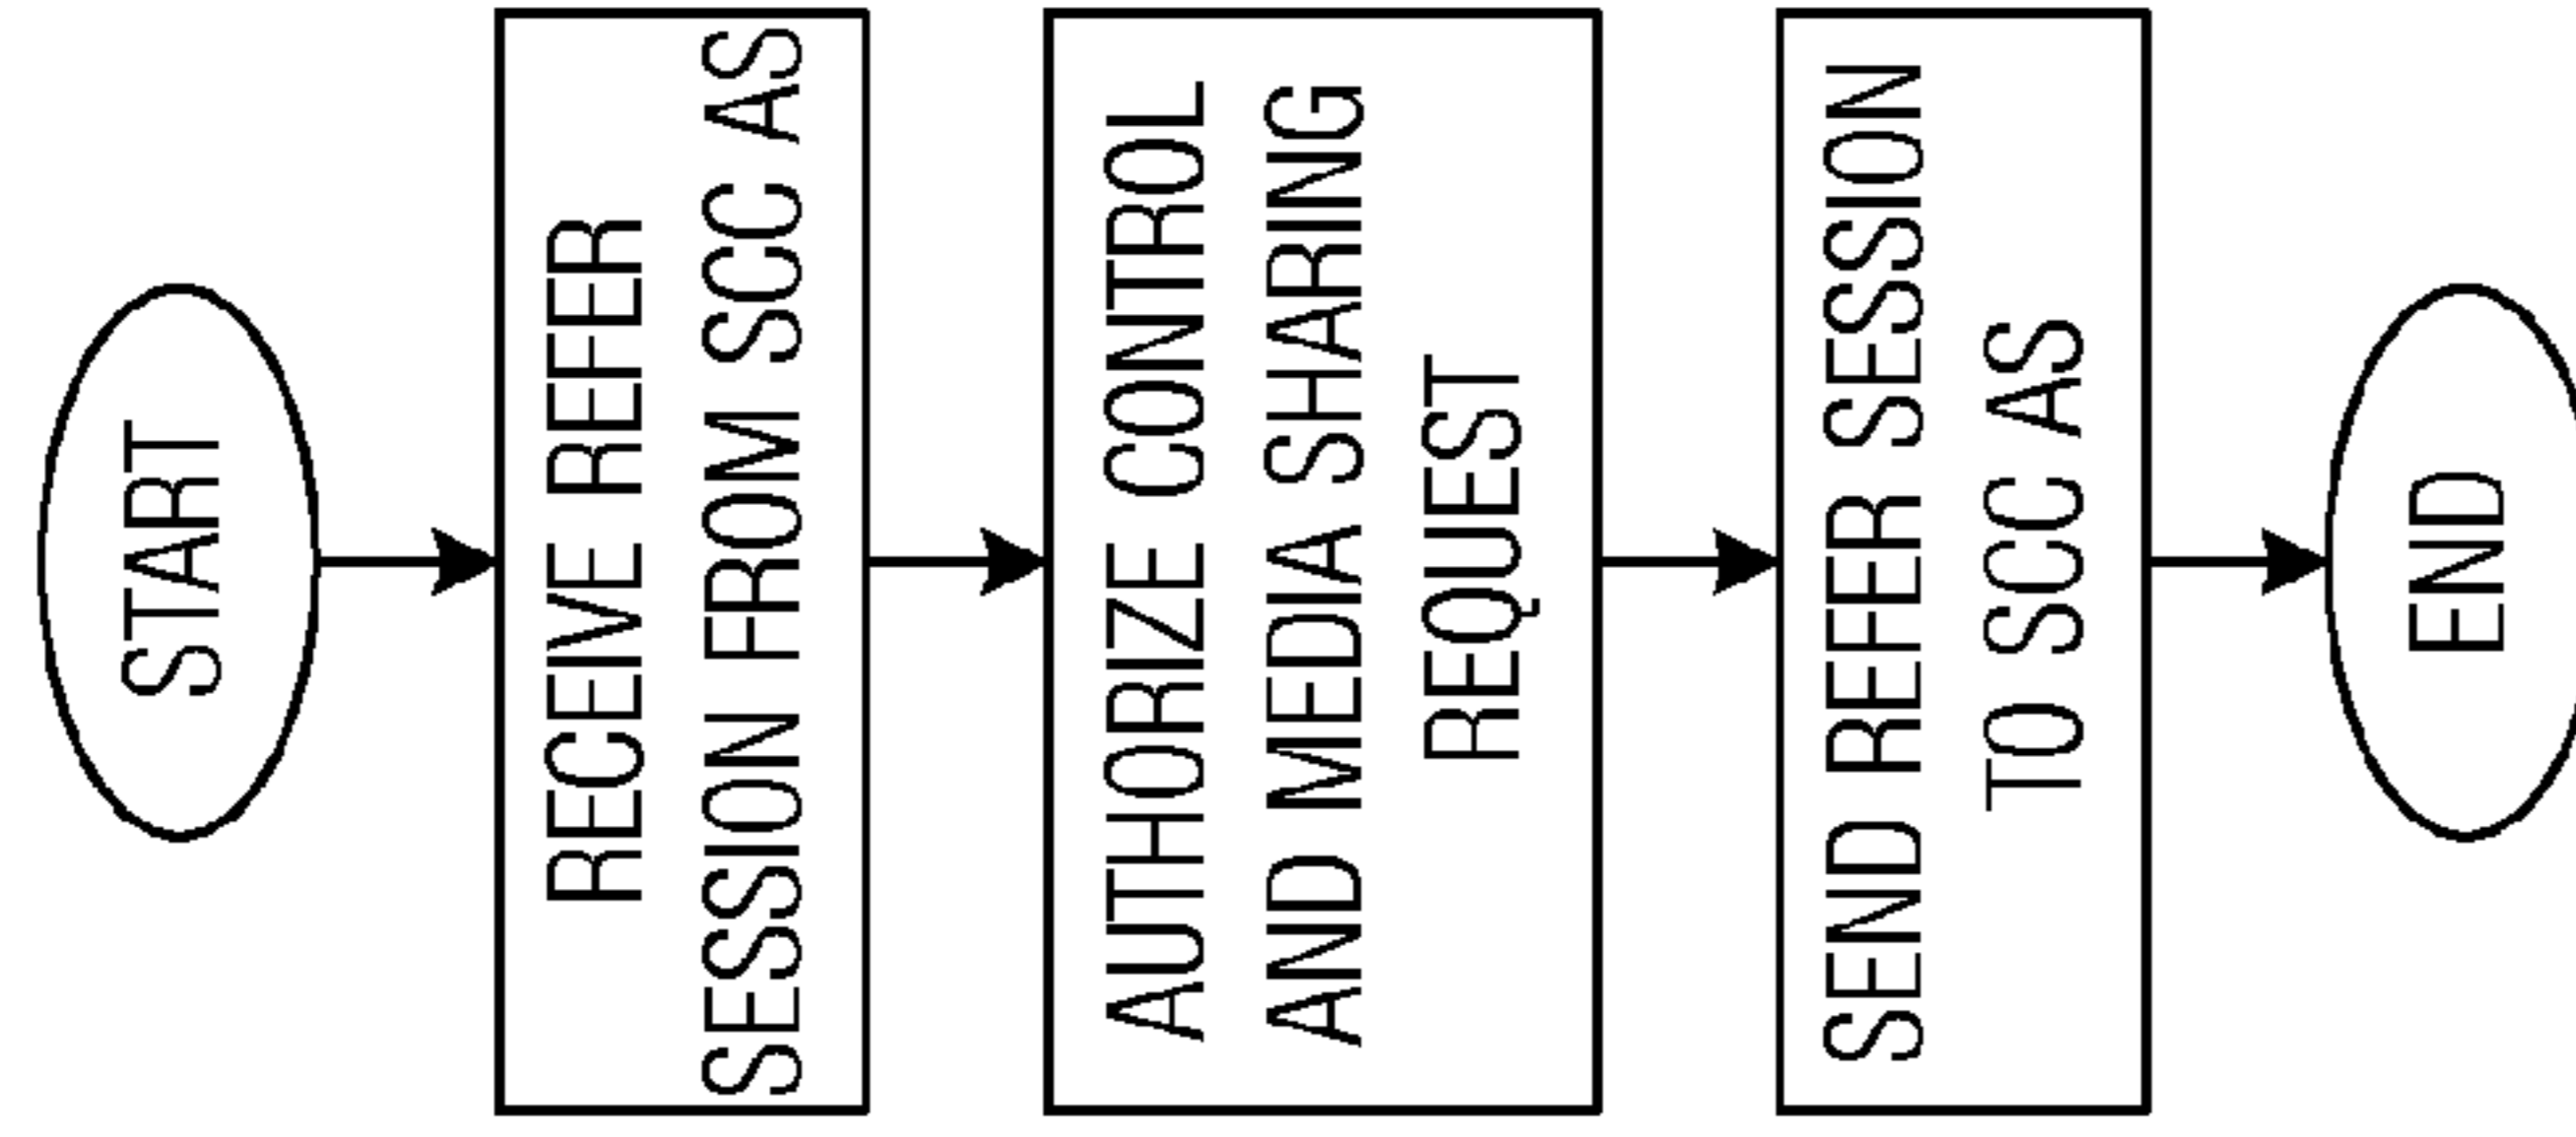 START
RECEIVE REFER
SESSION FROM SCC AS
AUTHORIZE CONTROL
AND MEDIA SHARING
REQUEST
SEND REFER SESSION
TO SCC AS
END